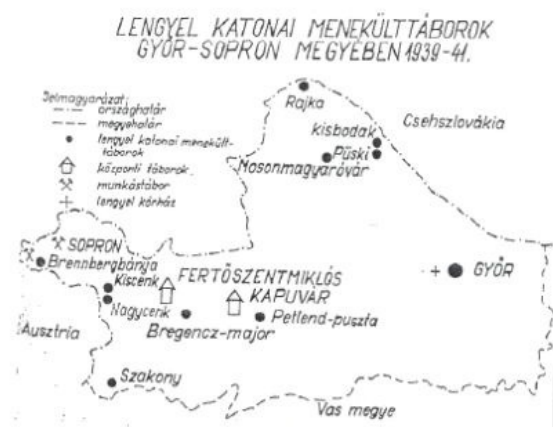 LENGYEL KATONAI MENEKÜLTTÁBOROK
GYŐR-SOPRON MEGYÉBEN 1939-41.
Jelmagyarázat:
országhatár
megyehatár
lengyel katonai menekült-
táborok
központi táborok
munkástábor
lengyel kórház
Rajka
Kisbodak
Püski
Mosonmagyaróvár
Csehszlovákia
SOPRON
Brennbergbánya
Kiscenk
Nagycenk
FERTŐSZENTMIKLÓS
KAPUVÁR
GYŐR
Bregencz-major
Petlend-puszta
Ausztria
Szakony
Vas megye